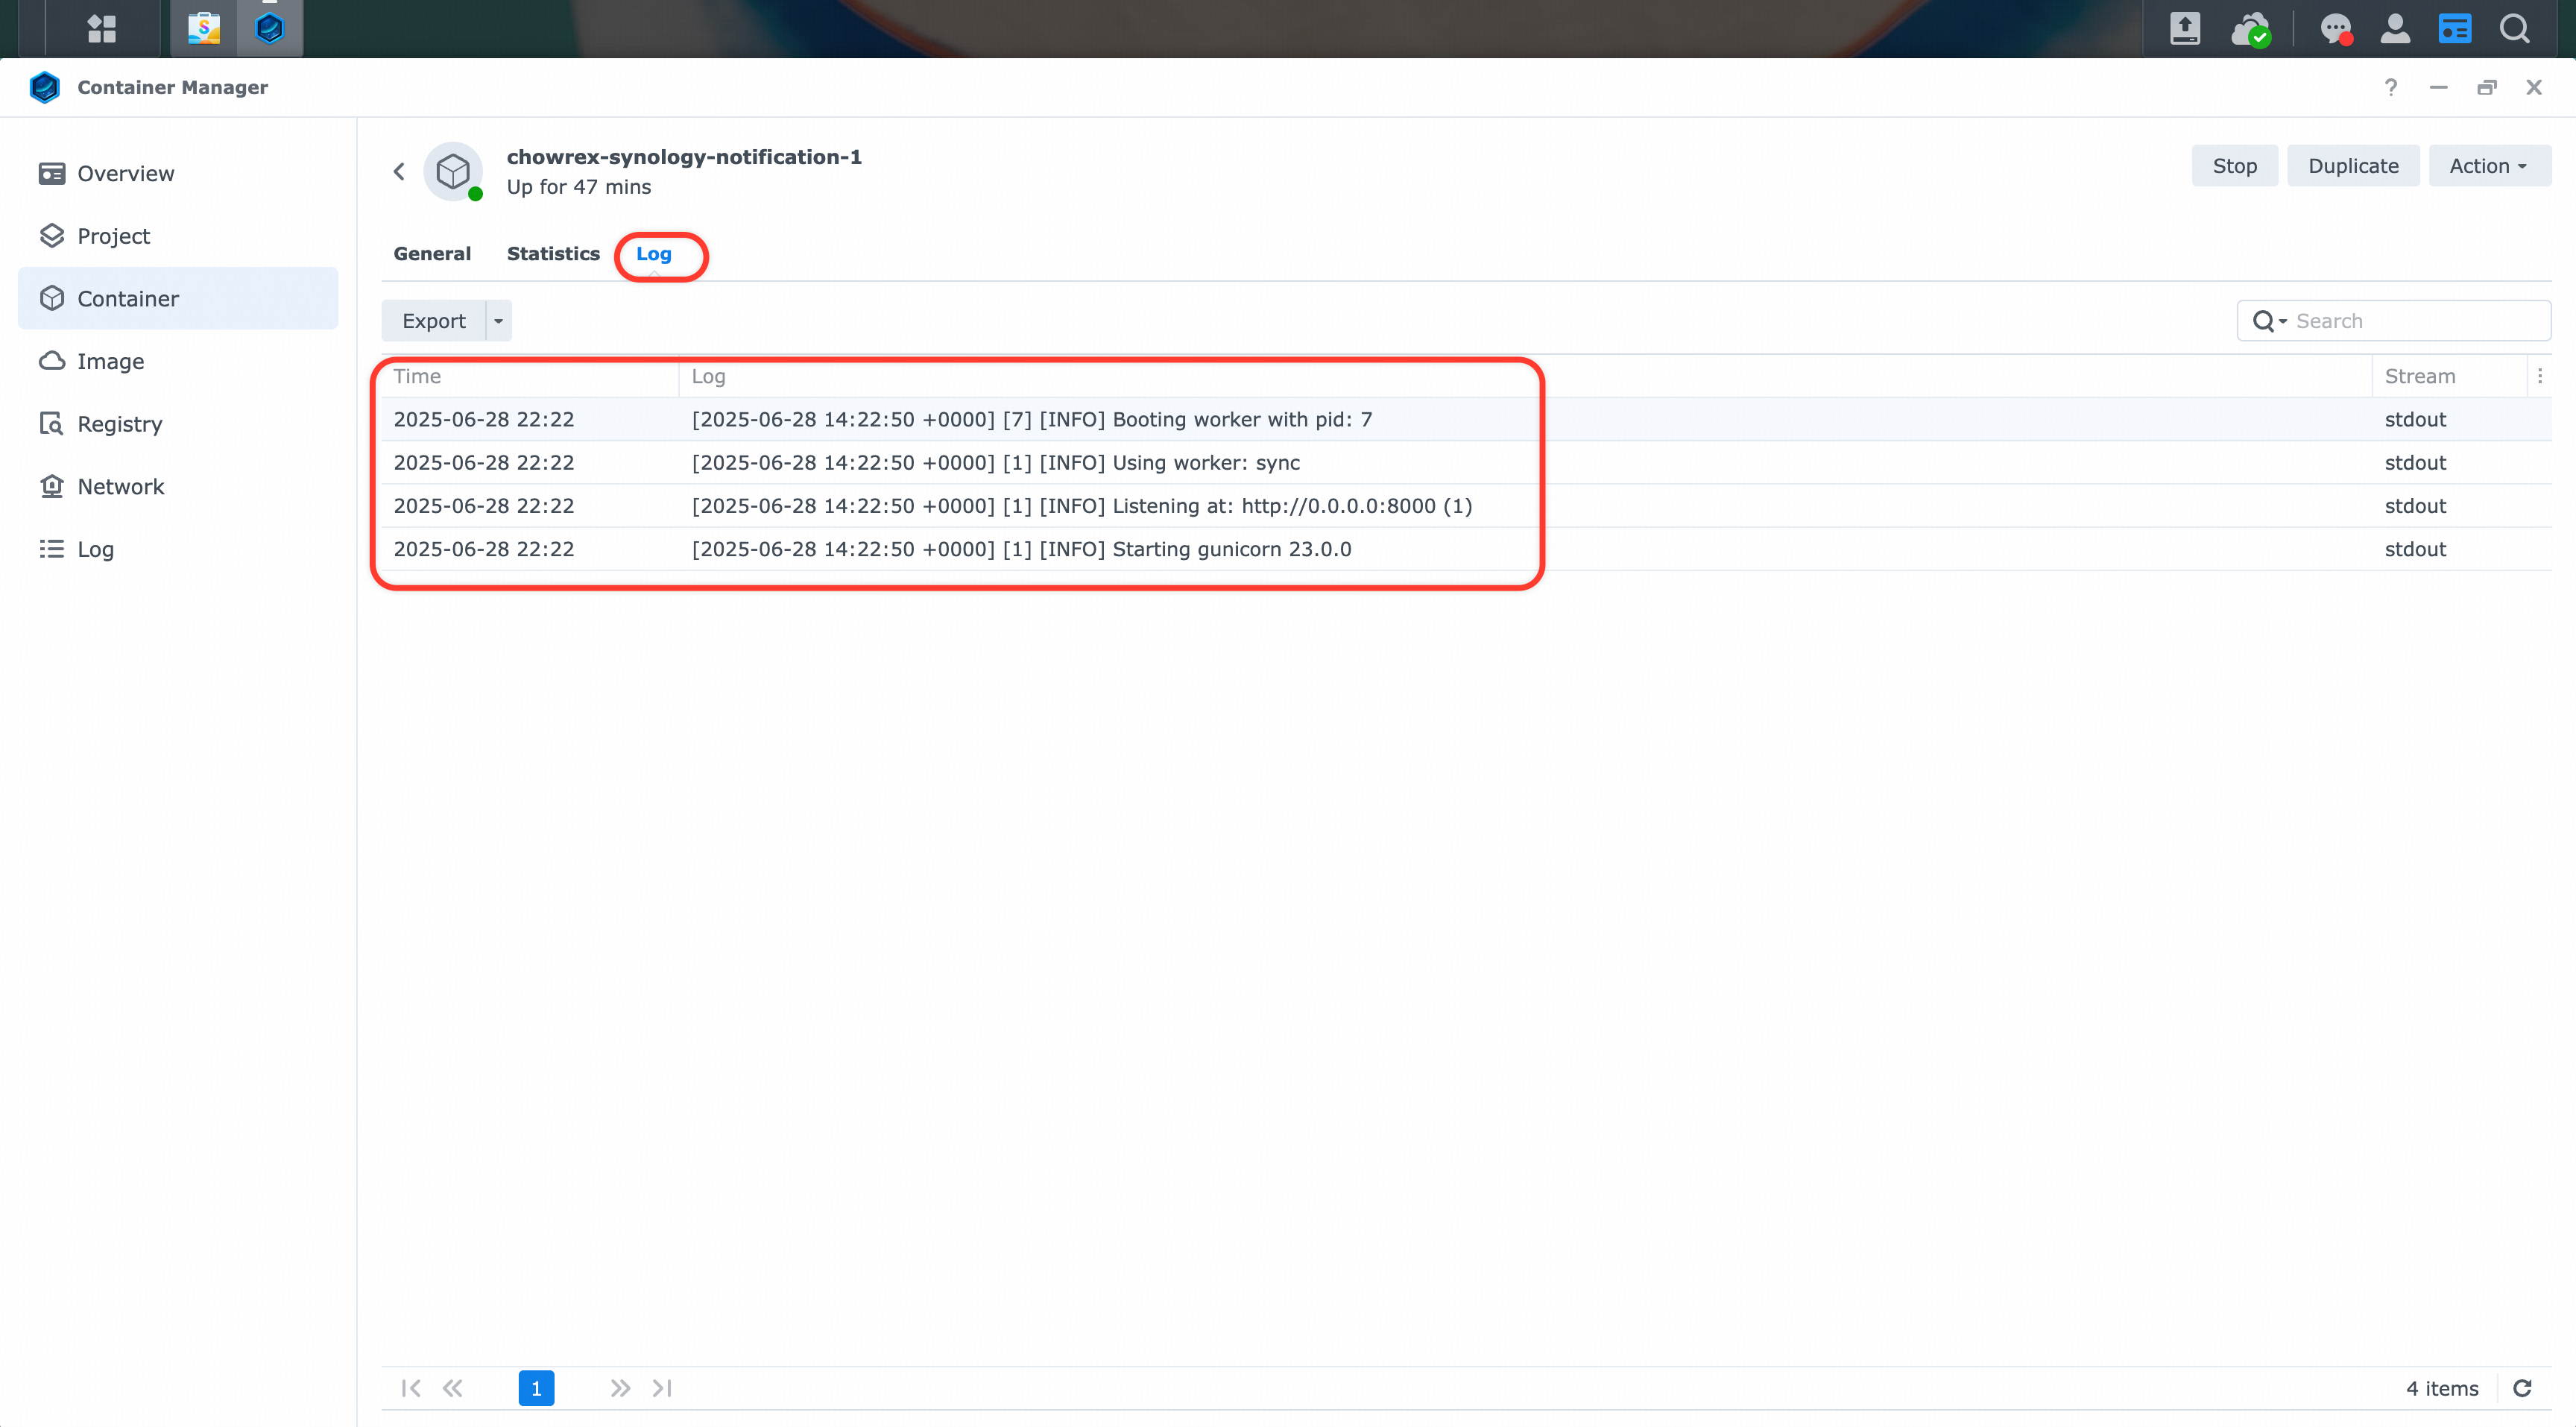 Container Manager
Overview
Project
Container
Image
Registry
Network
Log
chowrex-synology-notification-1
Up for 47 mins
Stop Duplicate Action
General Statistics Log
Export
Search
Time Log Stream
2025-06-28 22:22 [2025-06-28 14:22:50 +0000] [7] [INFO] Booting worker with pid: 7 stdout
2025-06-28 22:22 [2025-06-28 14:22:50 +0000] [1] [INFO] Using worker: sync stdout
2025-06-28 22:22 [2025-06-28 14:22:50 +0000] [1] [INFO] Listening at: http://0.0.0.0:8000 (1) stdout
2025-06-28 22:22 [2025-06-28 14:22:50 +0000] [1] [INFO] Starting gunicorn 23.0.0 stdout
1
4 items